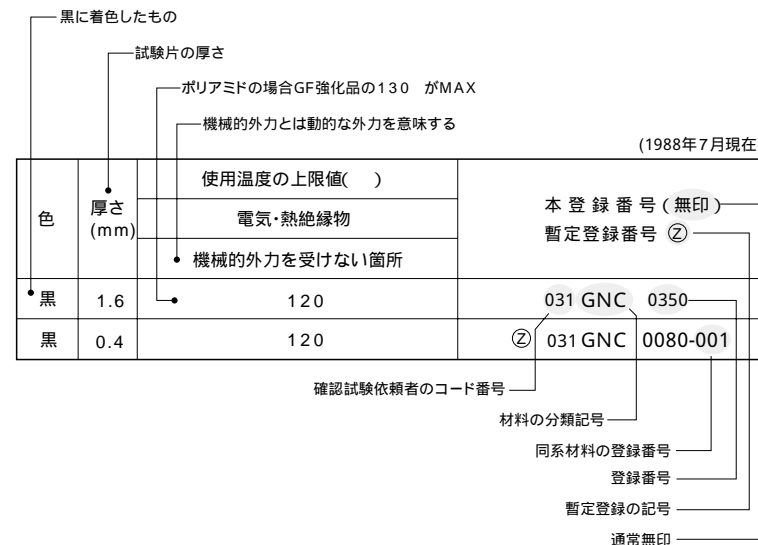 黒に着色したもの
試験片の厚さ
ポリアミドの場合GF強化品の130 がMAX
機械的外力とは動的な外力を意味する
(1988年7月現在
色
厚さ
(mm)
使用温度の上限値( )
電気・熱絶縁物
機械的外力を受けない箇所
本登録番号(無印)
暫定登録番号 Ⓩ
黒 1.6 120 031 GNC 0350
黒 0.4 120 Ⓩ 031 GNC 0080-001
確認試験依頼者のコード番号
材料の分類記号
同系材料の登録番号
登録番号
暫定登録の記号
通常無印